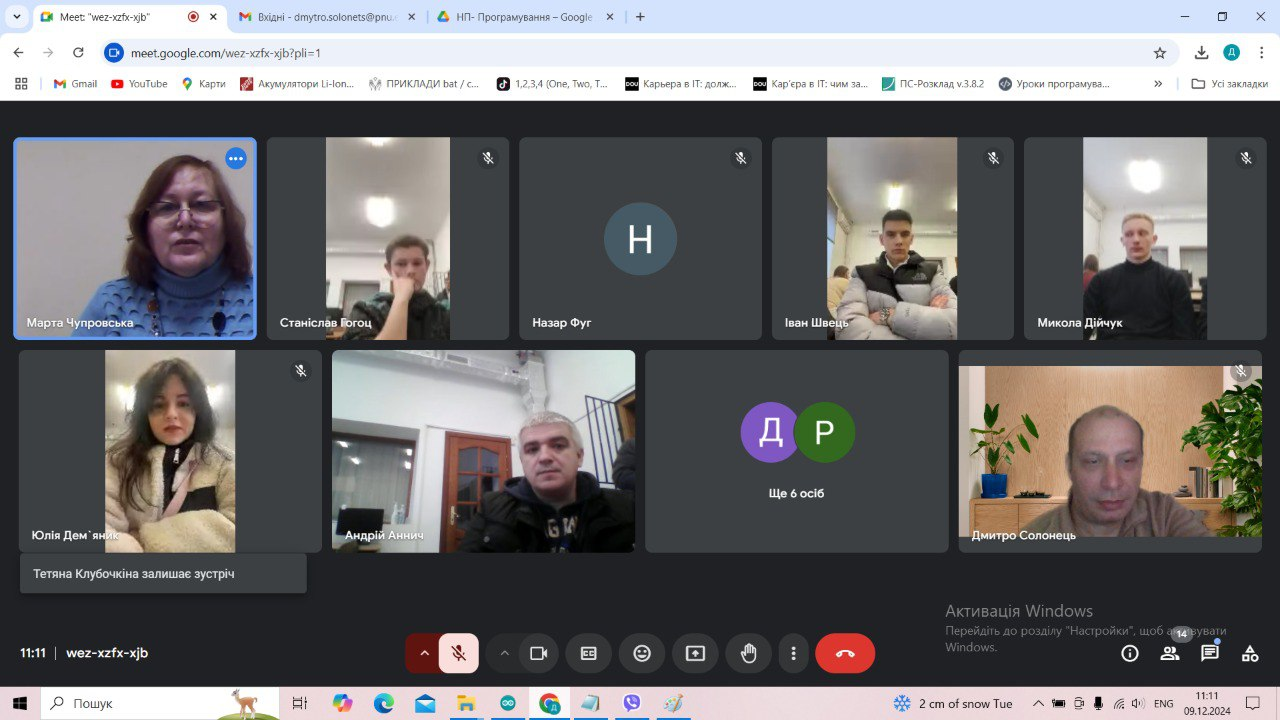 Meet: "wez-xzfx-xjb"
Вхідні - dmytro.solonets@pnu.e
НП- Програмування – Google
meet.google.com/wez-xzfx-xjb?pli=1
Д
Gmail
YouTube
Карти
Акумулятори Li-Ion...
ПРИКЛАДИ bat / c...
1,2,3,4 (One, Two, T...
DOU Карьера в ІТ: долж...
DOU Кар'єра в ІТ: чим за...
ПС-Розклад v.3.8.2
Уроки програмува...
Усі закладки
Н
Марта Чупровська
Станіслав Гогоц
Назар Фуг
Іван Швець
Микола Дійчук
Д Р
Ще 6 осіб
Юлія Дем`яник
Андрій Аннич
Дмитро Солонець
Тетяна Клубочкіна залишає зустріч
Активація Windows
Перейдіть до розділу "Настройки", щоб активувати
Windows.
14
11:11 | wez-xzfx-xjb
Пошук
2 cm of snow Tue
ENG
11:11
09.12.2024